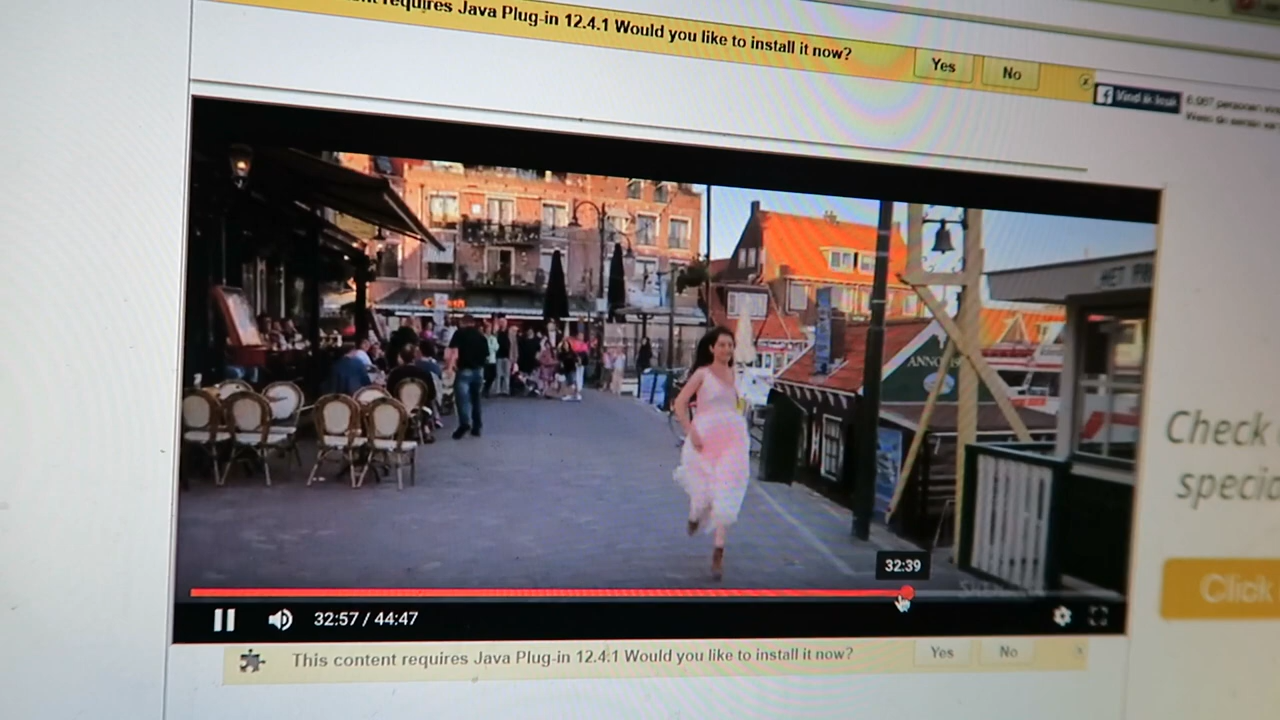 requires Java Plug-in 12.4.1 Would you like to install it now?
Yes
No
Vind ik leuk
HET
ANNO
32:39
32:57 / 44:47
Check
Click
This content requires Java Plug-in 12.4.1 Would you like to install it now?
Yes
No